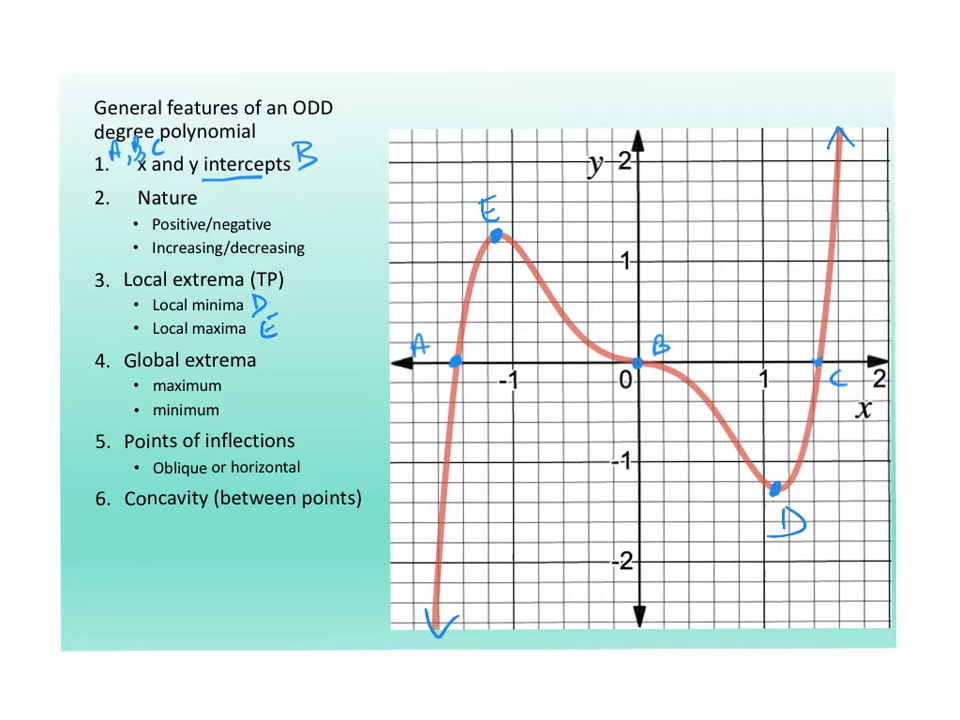 General features of an ODD
degree polynomial
A, B, C
1. x and y intercepts B
2. Nature
• Positive/negative
• Increasing/decreasing
3. Local extrema (TP)
• Local minima D
• Local maxima E
4. Global extrema
• maximum
• minimum
5. Points of inflections
• Oblique or horizontal
6. Concavity (between points)
y 2
E
1
A B
-1 0 1 C 2
x
-1
D
-2